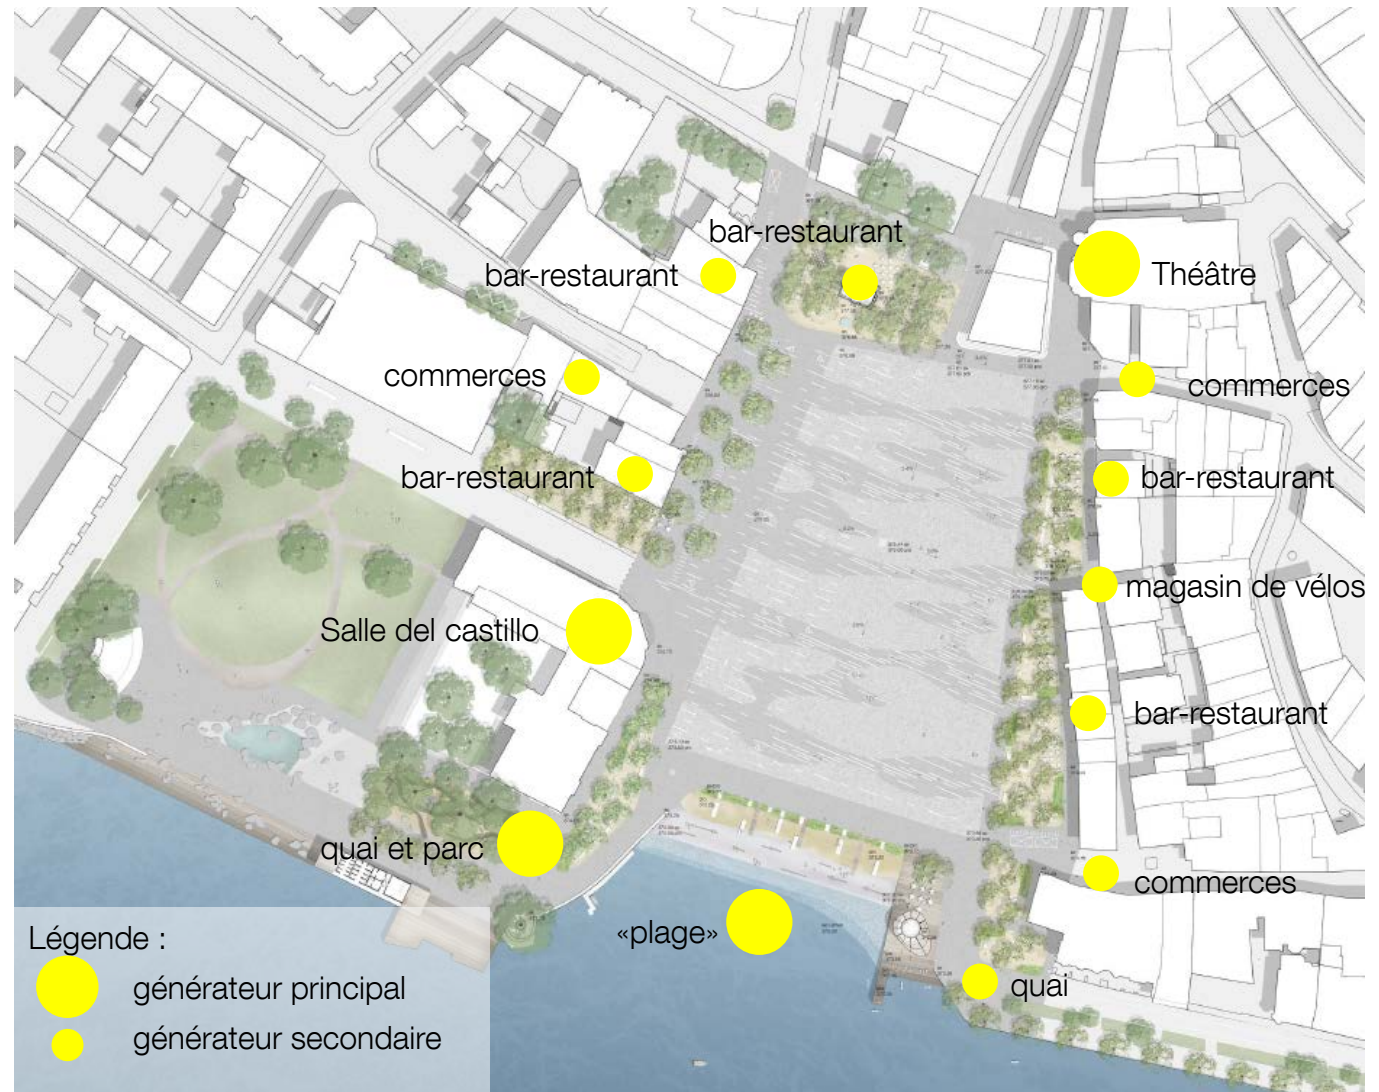 bar-restaurant
bar-restaurant
Théâtre
commerces
commerces
bar-restaurant
bar-restaurant
magasin de vélos
Salle del castillo
bar-restaurant
quai et parc
commerces
«plage»
quai
Légende :
générateur principal
générateur secondaire